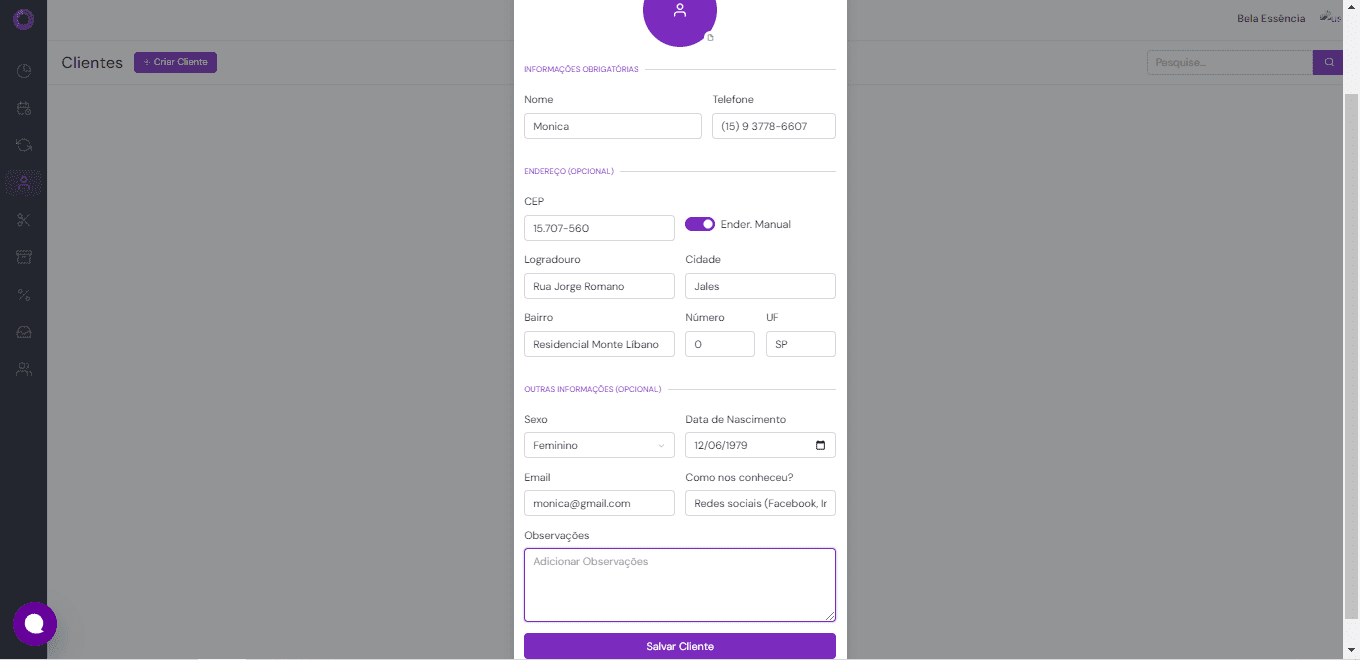 Bela Essência
Clientes
+ Criar Cliente
Pesquise...
INFORMAÇÕES OBRIGATÓRIAS
Nome
Telefone
Monica
(15) 9 3778-6607
ENDEREÇO (OPCIONAL)
CEP
15.707-560
Ender. Manual
Logradouro
Cidade
Rua Jorge Romano
Jales
Bairro
Número
UF
Residencial Monte Líbano
0
SP
OUTRAS INFORMAÇÕES (OPCIONAL)
Sexo
Data de Nascimento
Feminino
12/06/1979
Email
Como nos conheceu?
monica@gmail.com
Redes sociais (Facebook, Ir
Observações
Adicionar Observações
Salvar Cliente